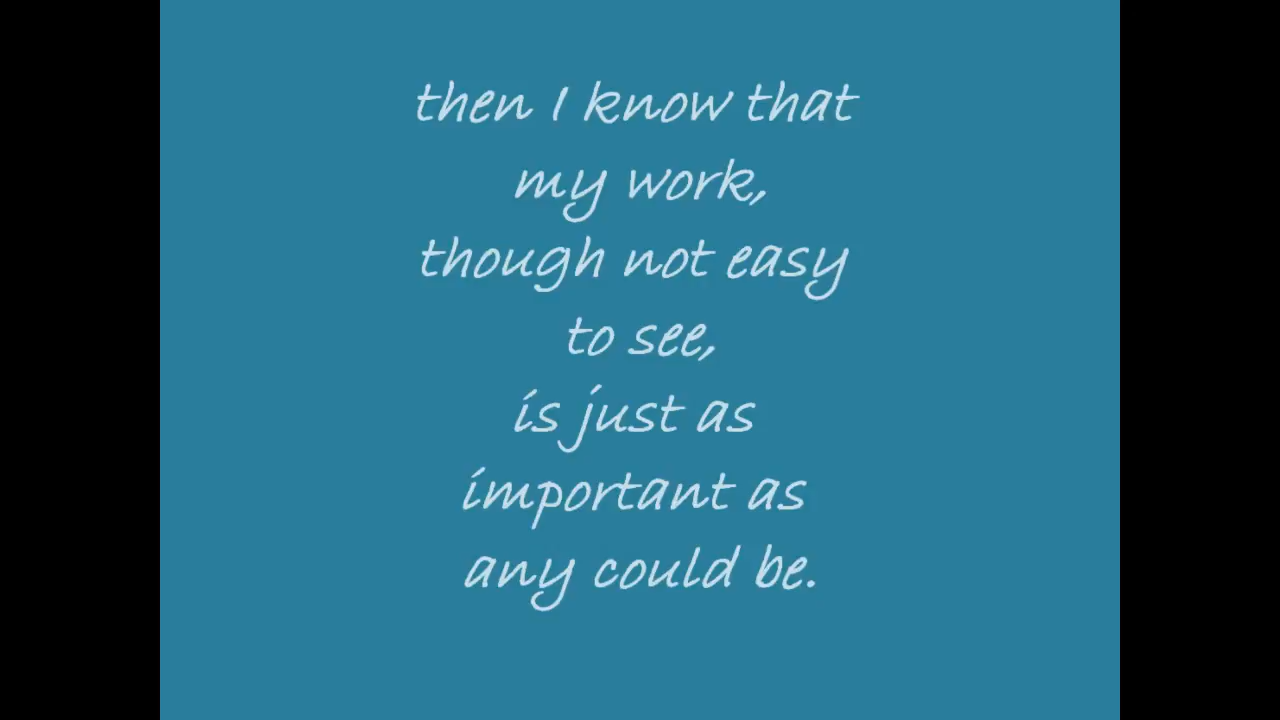 then I know that
my work,
though not easy
to see,
is just as
important as
any could be.